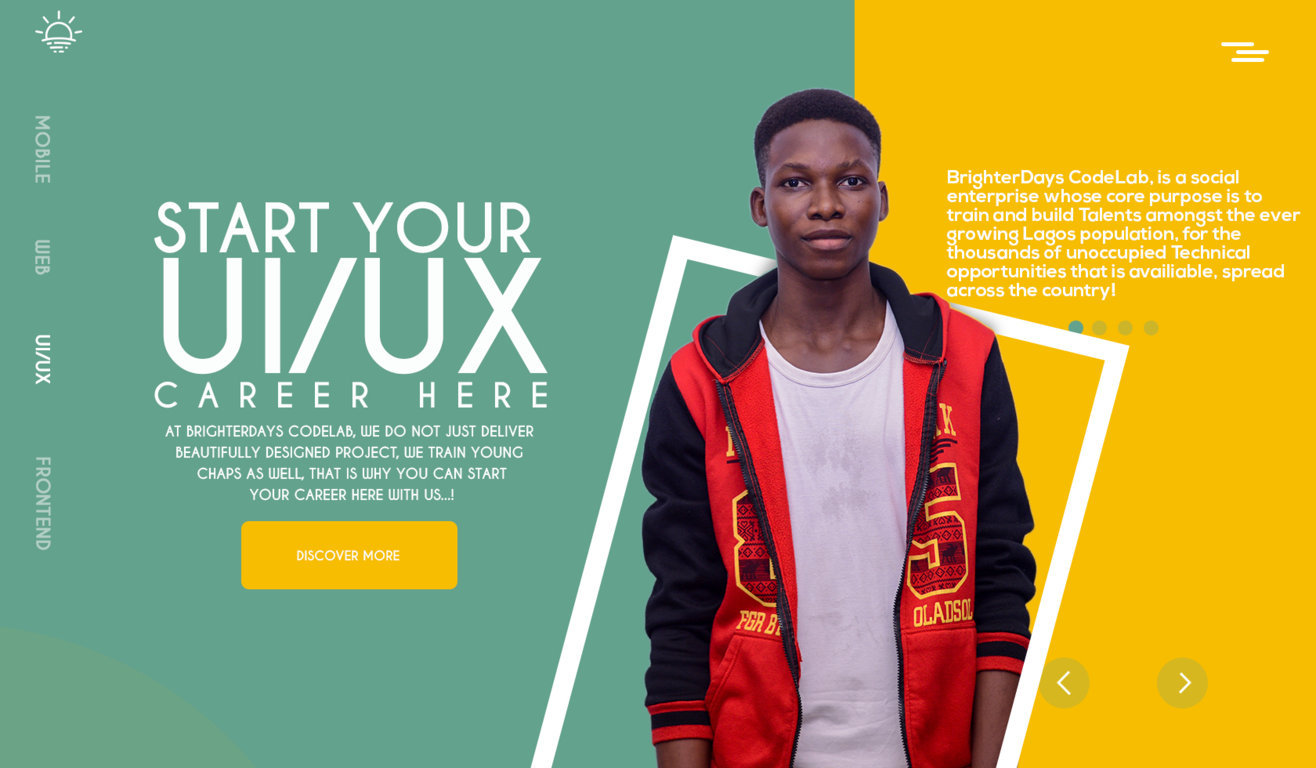 MOBILE
WEB
UI/UX
FRONTEND
START YOUR
UI/UX
CAREER HERE
AT BRIGHTERDAYS CODELAB, WE DO NOT JUST DELIVER
BEAUTIFULLY DESIGNED PROJECT, WE TRAIN YOUNG
CHAPS AS WELL, THAT IS WHY YOU CAN START
YOUR CAREER HERE WITH US...!
DISCOVER MORE
BrighterDays CodeLab, is a social
enterprise whose core purpose is to
train and build Talents amongst the ever
growing Lagos population, for the
thousands of unoccupied Technical
opportunities that is availiable, spread
across the country!
85
OLADSOL